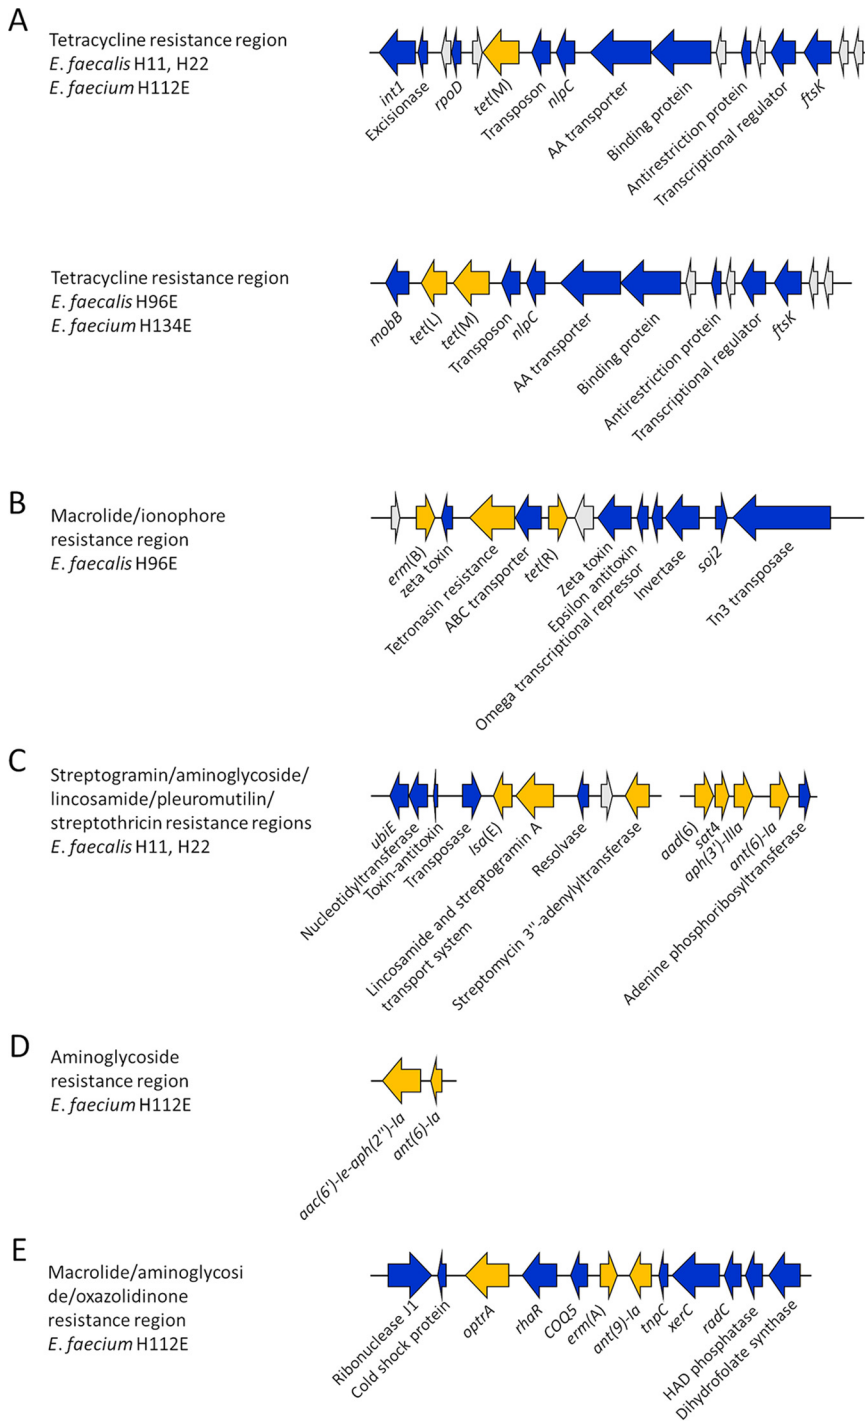 A
Tetracycline resistance region
E. faecalis H11, H22
E. faecium H112E
int1
Excisionase
rpoD
tet(M)
Transposon
nlpC
AA transporter
Binding protein
Antirestriction protein
Transcriptional regulator
ftsK
Tetracycline resistance region
E. faecalis H96E
E. faecium H134E
mobB
tet(L)
tet(M)
Transposon
nlpC
AA transporter
Binding protein
Antirestriction protein
Transcriptional regulator
ftsK
B
Macrolide/ionophore
resistance region
E. faecalis H96E
erm(B)
zeta toxin
Tetronasin resistance
ABC transporter
tet(R)
Zeta toxin
Epsilon antitoxin
Omega transcriptional repressor
Invertase
soj2
Tn3 transposase
C
Streptogramin/aminoglycoside/
lincosamide/pleuromutilin/
streptothricin resistance regions
E. faecalis H11, H22
ubiE
Nucleotidyltransferase
Toxin-antitoxin
Transposase
lsa(E)
Lincosamide and streptogramin A
transport system
Resolvase
Streptomycin 3''-adenylyltransferase
aad(6)
sat4
aph(3')-IIIa
ant(6)-Ia
Adenine phosphoribosyltransferase
D
Aminoglycoside
resistance region
E. faecium H112E
aac(6')-Ie-aph(2'')-Ia
ant(6)-Ia
E
Macrolide/aminoglycosi
de/oxazolidinone
resistance region
E. faecium H112E
Ribonuclease J1
Cold shock protein
optrA
rhaR
COQ5
erm(A)
ant(9)-Ia
tnpC
xerC
radC
HAD phosphatase
Dihydrofolate synthase